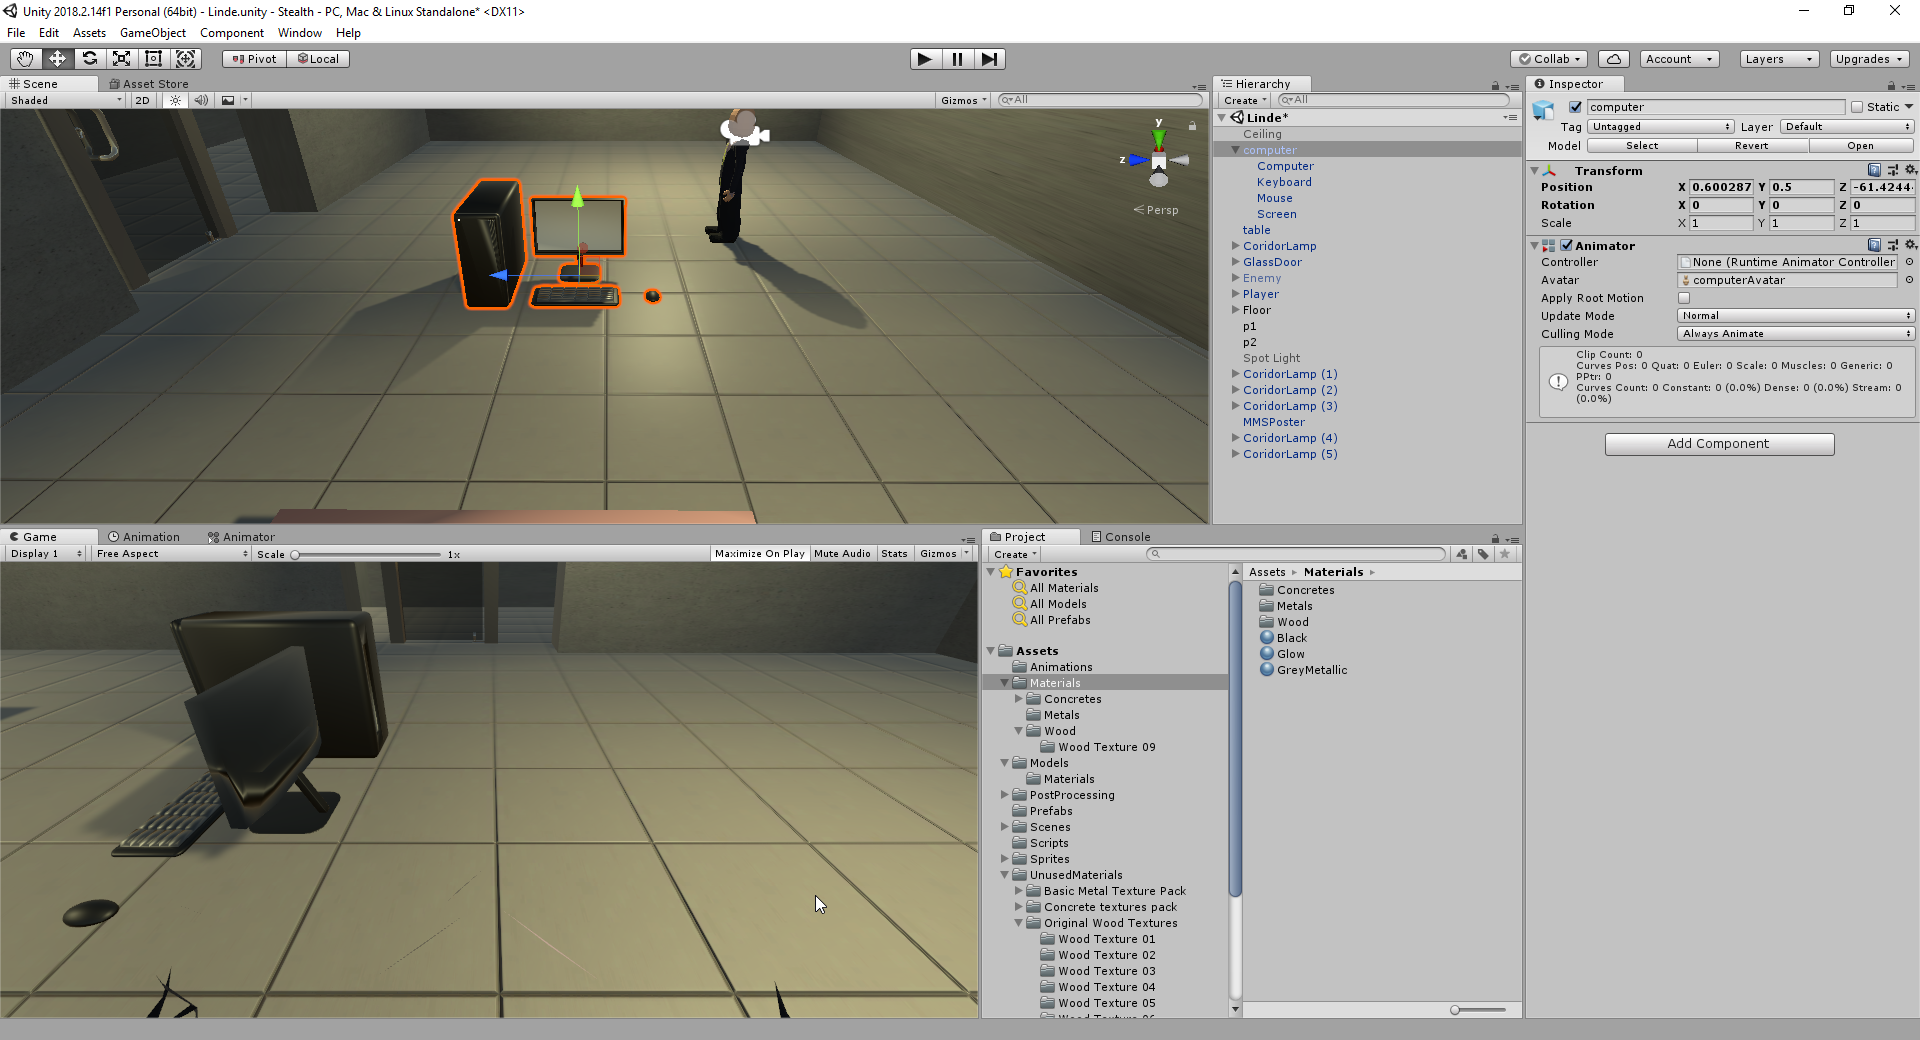 Unity 2018.2.14f1 Personal (64bit) - Linde.unity - Stealth - PC, Mac & Linux Standalone* <DX11>
File Edit Assets GameObject Component Window Help
Pivot Local
Collab Account Layers Upgrades
Scene Asset Store
Shaded 2D Gizmos All
y
z
Persp
Hierarchy
Create All
Linde*
Ceiling
computer
Computer
Keyboard
Mouse
Screen
table
CoridorLamp
GlassDoor
Enemy
Player
Floor
p1
p2
Spot Light
CoridorLamp (1)
CoridorLamp (2)
CoridorLamp (3)
MMSPoster
CoridorLamp (4)
CoridorLamp (5)
Inspector
computer Static
Tag Untagged Layer Default
Model Select Revert Open
Transform
Position X 0.600287 Y 0.5 Z -61.4244
Rotation X 0 Y 0 Z 0
Scale X 1 Y 1 Z 1
Animator
Controller None (Runtime Animator Controller
Avatar computerAvatar
Apply Root Motion
Update Mode Normal
Culling Mode Always Animate
Clip Count: 0
Curves Pos: 0 Quat: 0 Euler: 0 Scale: 0 Muscles: 0 Generic: 0
PPtr: 0
Curves Count: 0 Constant: 0 (0.0%) Dense: 0 (0.0%) Stream: 0
(0.0%)
Add Component
Game Animation Animator
Display 1 Free Aspect Scale 1x Maximize On Play Mute Audio Stats Gizmos
Project Console
Create
Favorites
All Materials
All Models
All Prefabs
Assets
Animations
Materials
Concretes
Metals
Wood
Wood Texture 09
Models
Materials
PostProcessing
Prefabs
Scenes
Scripts
Sprites
UnusedMaterials
Basic Metal Texture Pack
Concrete textures pack
Original Wood Textures
Wood Texture 01
Wood Texture 02
Wood Texture 03
Wood Texture 04
Wood Texture 05
Wood Texture 06
Assets Materials
Concretes
Metals
Wood
Black
Glow
GreyMetallic